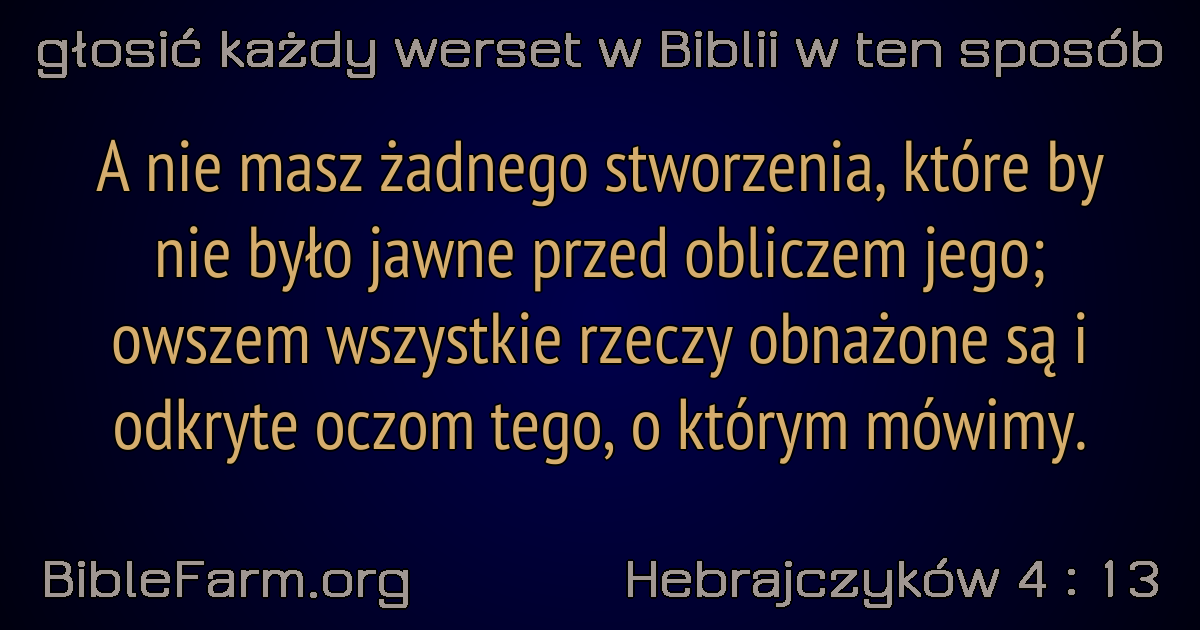 głosić każdy werset w Biblii w ten sposób
A nie masz żadnego stworzenia, które by
nie było jawne przed obliczem jego;
owszem wszystkie rzeczy obnażone są i
odkryte oczom tego, o którym mówimy.
BibleFarm.org
Hebrajczyków 4 : 13